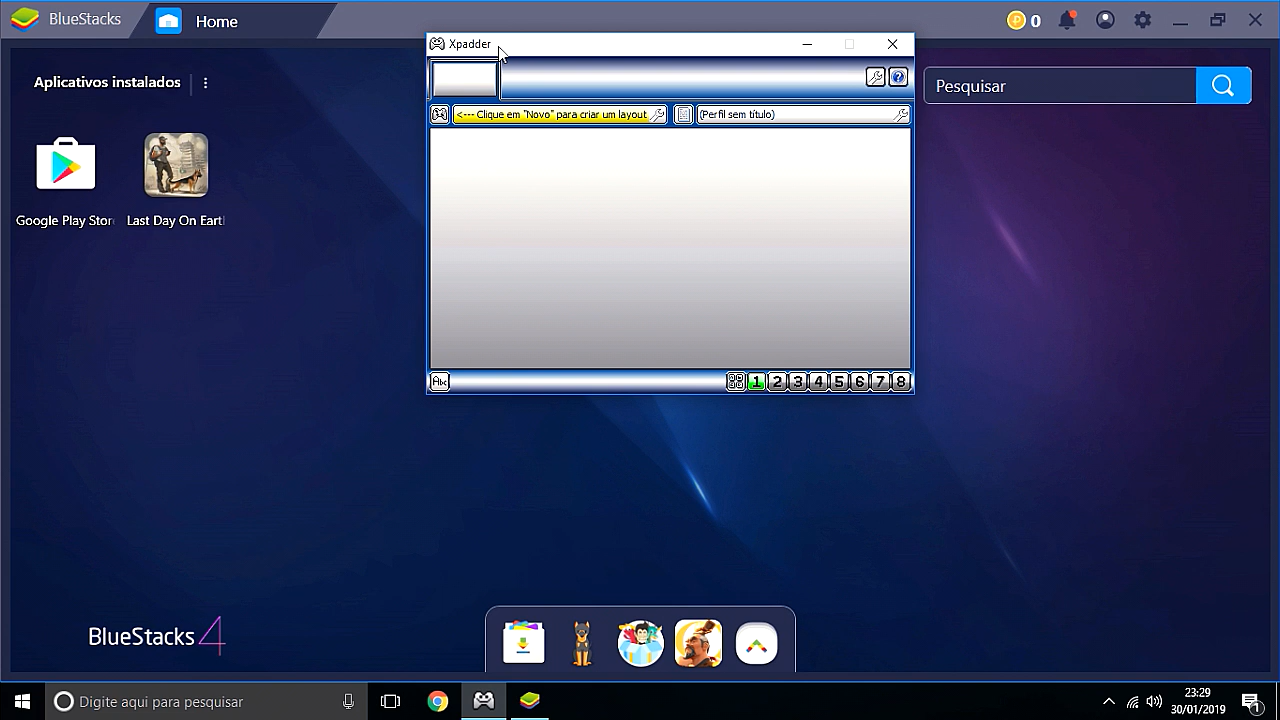 BlueStacks
Home
0
Aplicativos instalados
Google Play Stor
Last Day On Eart
Xpadder
<--- Clique em "Novo" para criar um layout
(Perfil sem título)
Abc
1 2 3 4 5 6 7 8
Pesquisar
BlueStacks 4
Digite aqui para pesquisar
23:29
30/01/2019
1